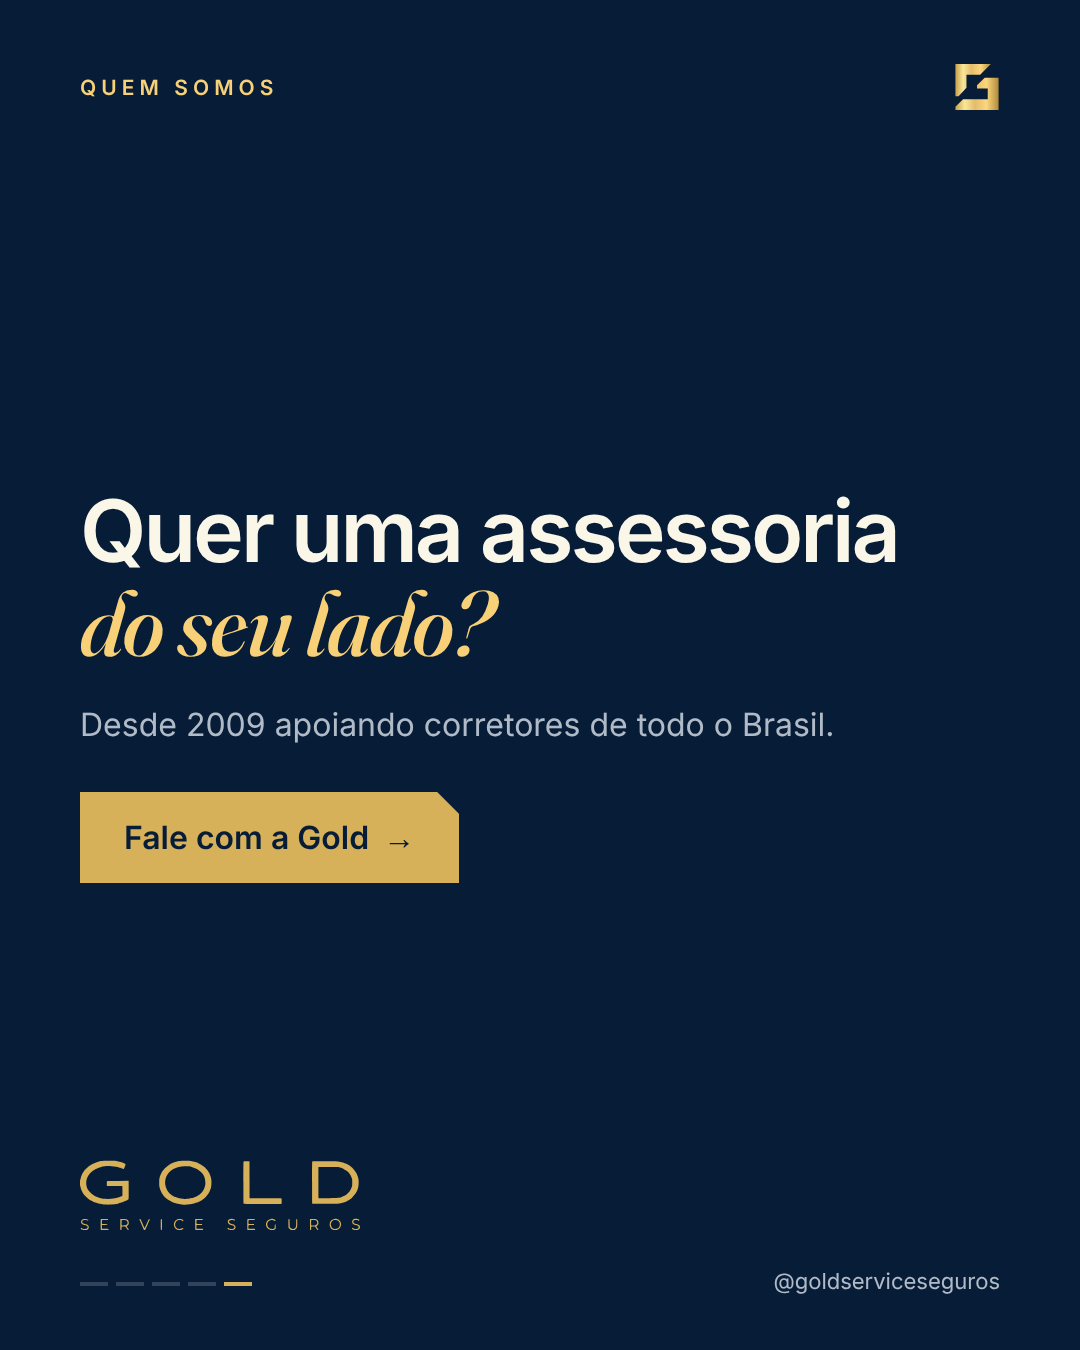 QUEM SOMOS
Quer uma assessoria
do seu lado?
Desde 2009 apoiando corretores de todo o Brasil.
Fale com a Gold →
GOLD
SERVICE SEGUROS
@goldserviceseguros